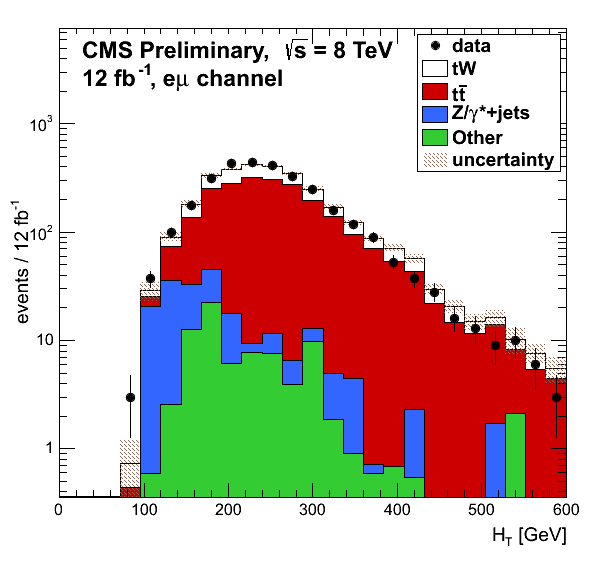 CMS Preliminary, √s = 8 TeV
12 fb⁻¹, eμ channel
data
tW
tt̄
Z/γ*+jets
Other
uncertainty
events / 12 fb⁻¹
10³
10²
10
1
0 100 200 300 400 500 600
H_T [GeV]